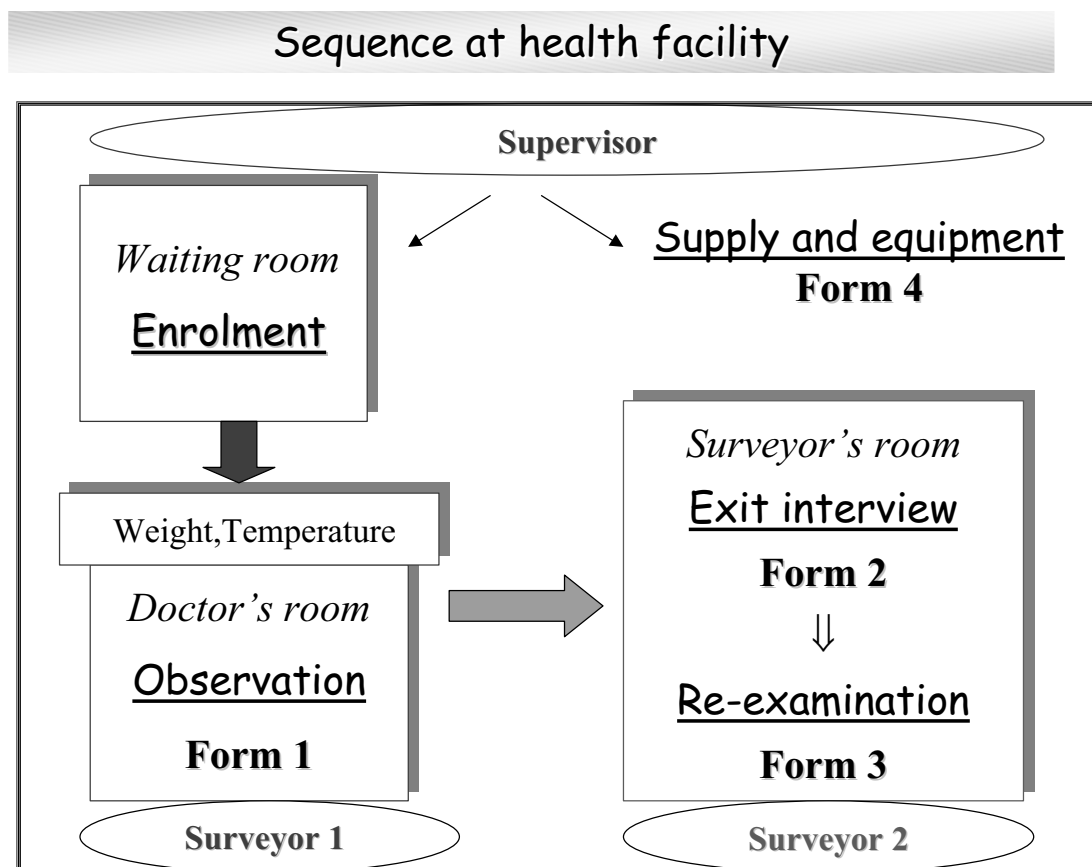 Sequence at health facility
Supervisor
Waiting room
Enrolment
Supply and equipment
Form 4
Weight,Temperature
Doctor’s room
Observation
Form 1
Surveyor 1
Surveyor’s room
Exit interview
Form 2
⇓
Re-examination
Form 3
Surveyor 2